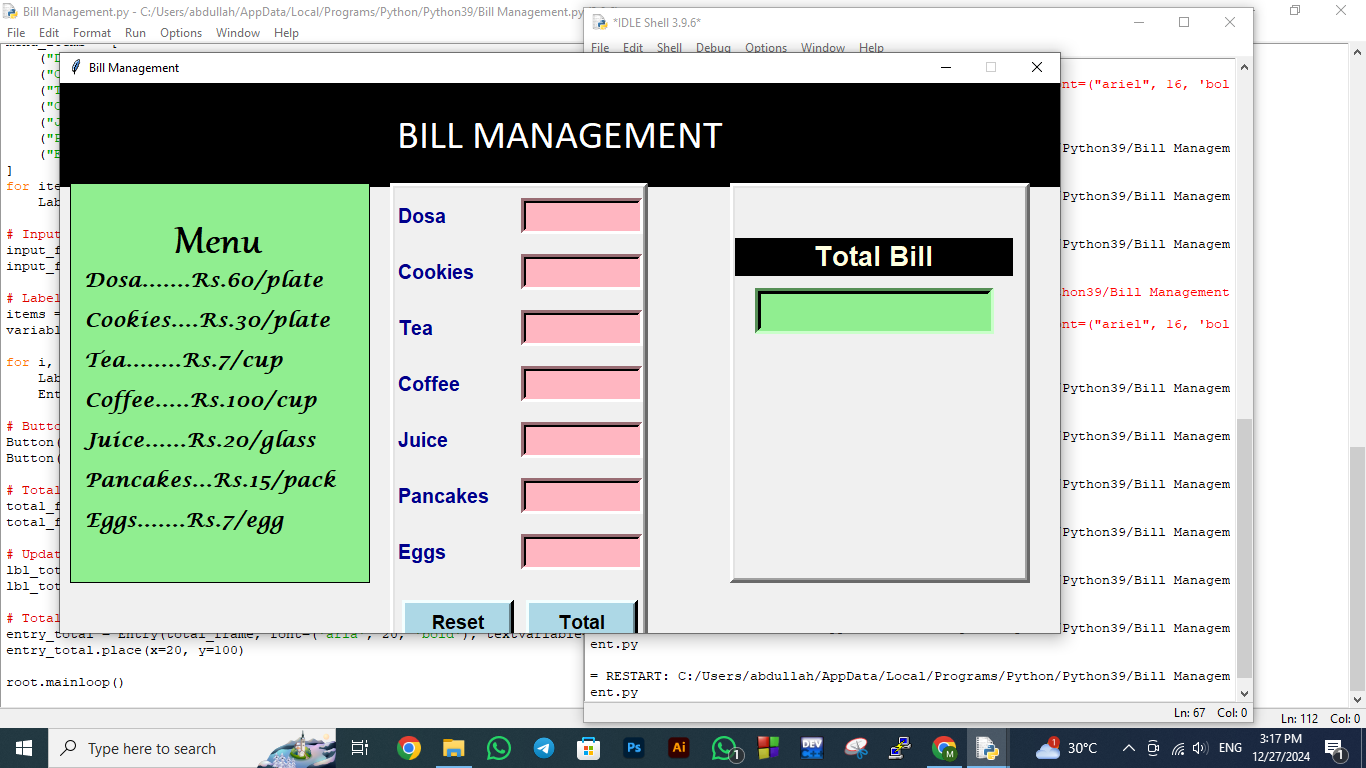 Bill Management.py - C:/Users/abdullah/AppData/Local/Programs/Python/Python39/Bill Management.py
File Edit Format Run Options Window Help
*IDLE Shell 3.9.6*
File Edit Shell Debug Options Window Help
Bill Management
BILL MANAGEMENT
Menu
Dosa.......Rs.60/plate
Cookies....Rs.30/plate
Tea........Rs.7/cup
Coffee.....Rs.100/cup
Juice......Rs.20/glass
Pancakes...Rs.15/pack
Eggs.......Rs.7/egg
Dosa
Cookies
Tea
Coffee
Juice
Pancakes
Eggs
Reset
Total
Total Bill
]
for ite
Lab
# Input
input_f
input_f
# Label
items =
variabl
for i,
Lab
Ent
# Butto
Button(
Button(
# Total
total_f
total_f
# Updat
lbl_tot
lbl_tot
# Total
entry_total = Entry(total_frame, font=("aria", 20, "bold"), textvariable=
entry_total.place(x=20, y=100)
root.mainloop()
nt=("ariel", 16, 'bol
Python39/Bill Managem
Python39/Bill Managem
Python39/Bill Managem
hon39/Bill Management
nt=("ariel", 16, 'bol
Python39/Bill Managem
Python39/Bill Managem
Python39/Bill Managem
Python39/Bill Managem
Python39/Bill Managem
Python39/Bill Managem
ent.py
= RESTART: C:/Users/abdullah/AppData/Local/Programs/Python/Python39/Bill Managem
ent.py
Ln: 67 Col: 0
Ln: 112 Col: 0
Type here to search
Ps
Ai
1
DEV
M
1
30°C
ENG
3:17 PM
12/27/2024
1